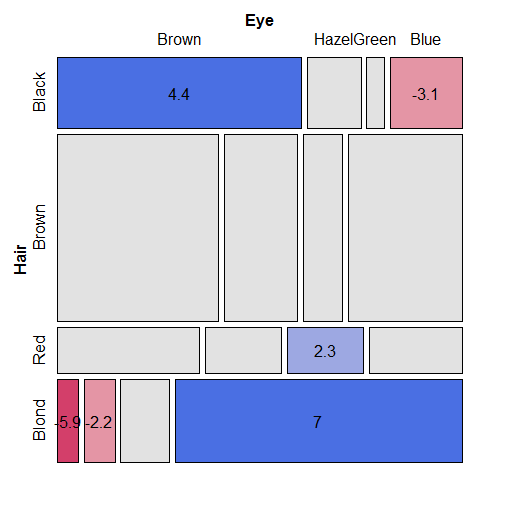 Eye
Brown HazelGreen Blue
Black
4.4 -3.1
Brown
Hair
Red
2.3
Blond
-5.9 -2.2 7